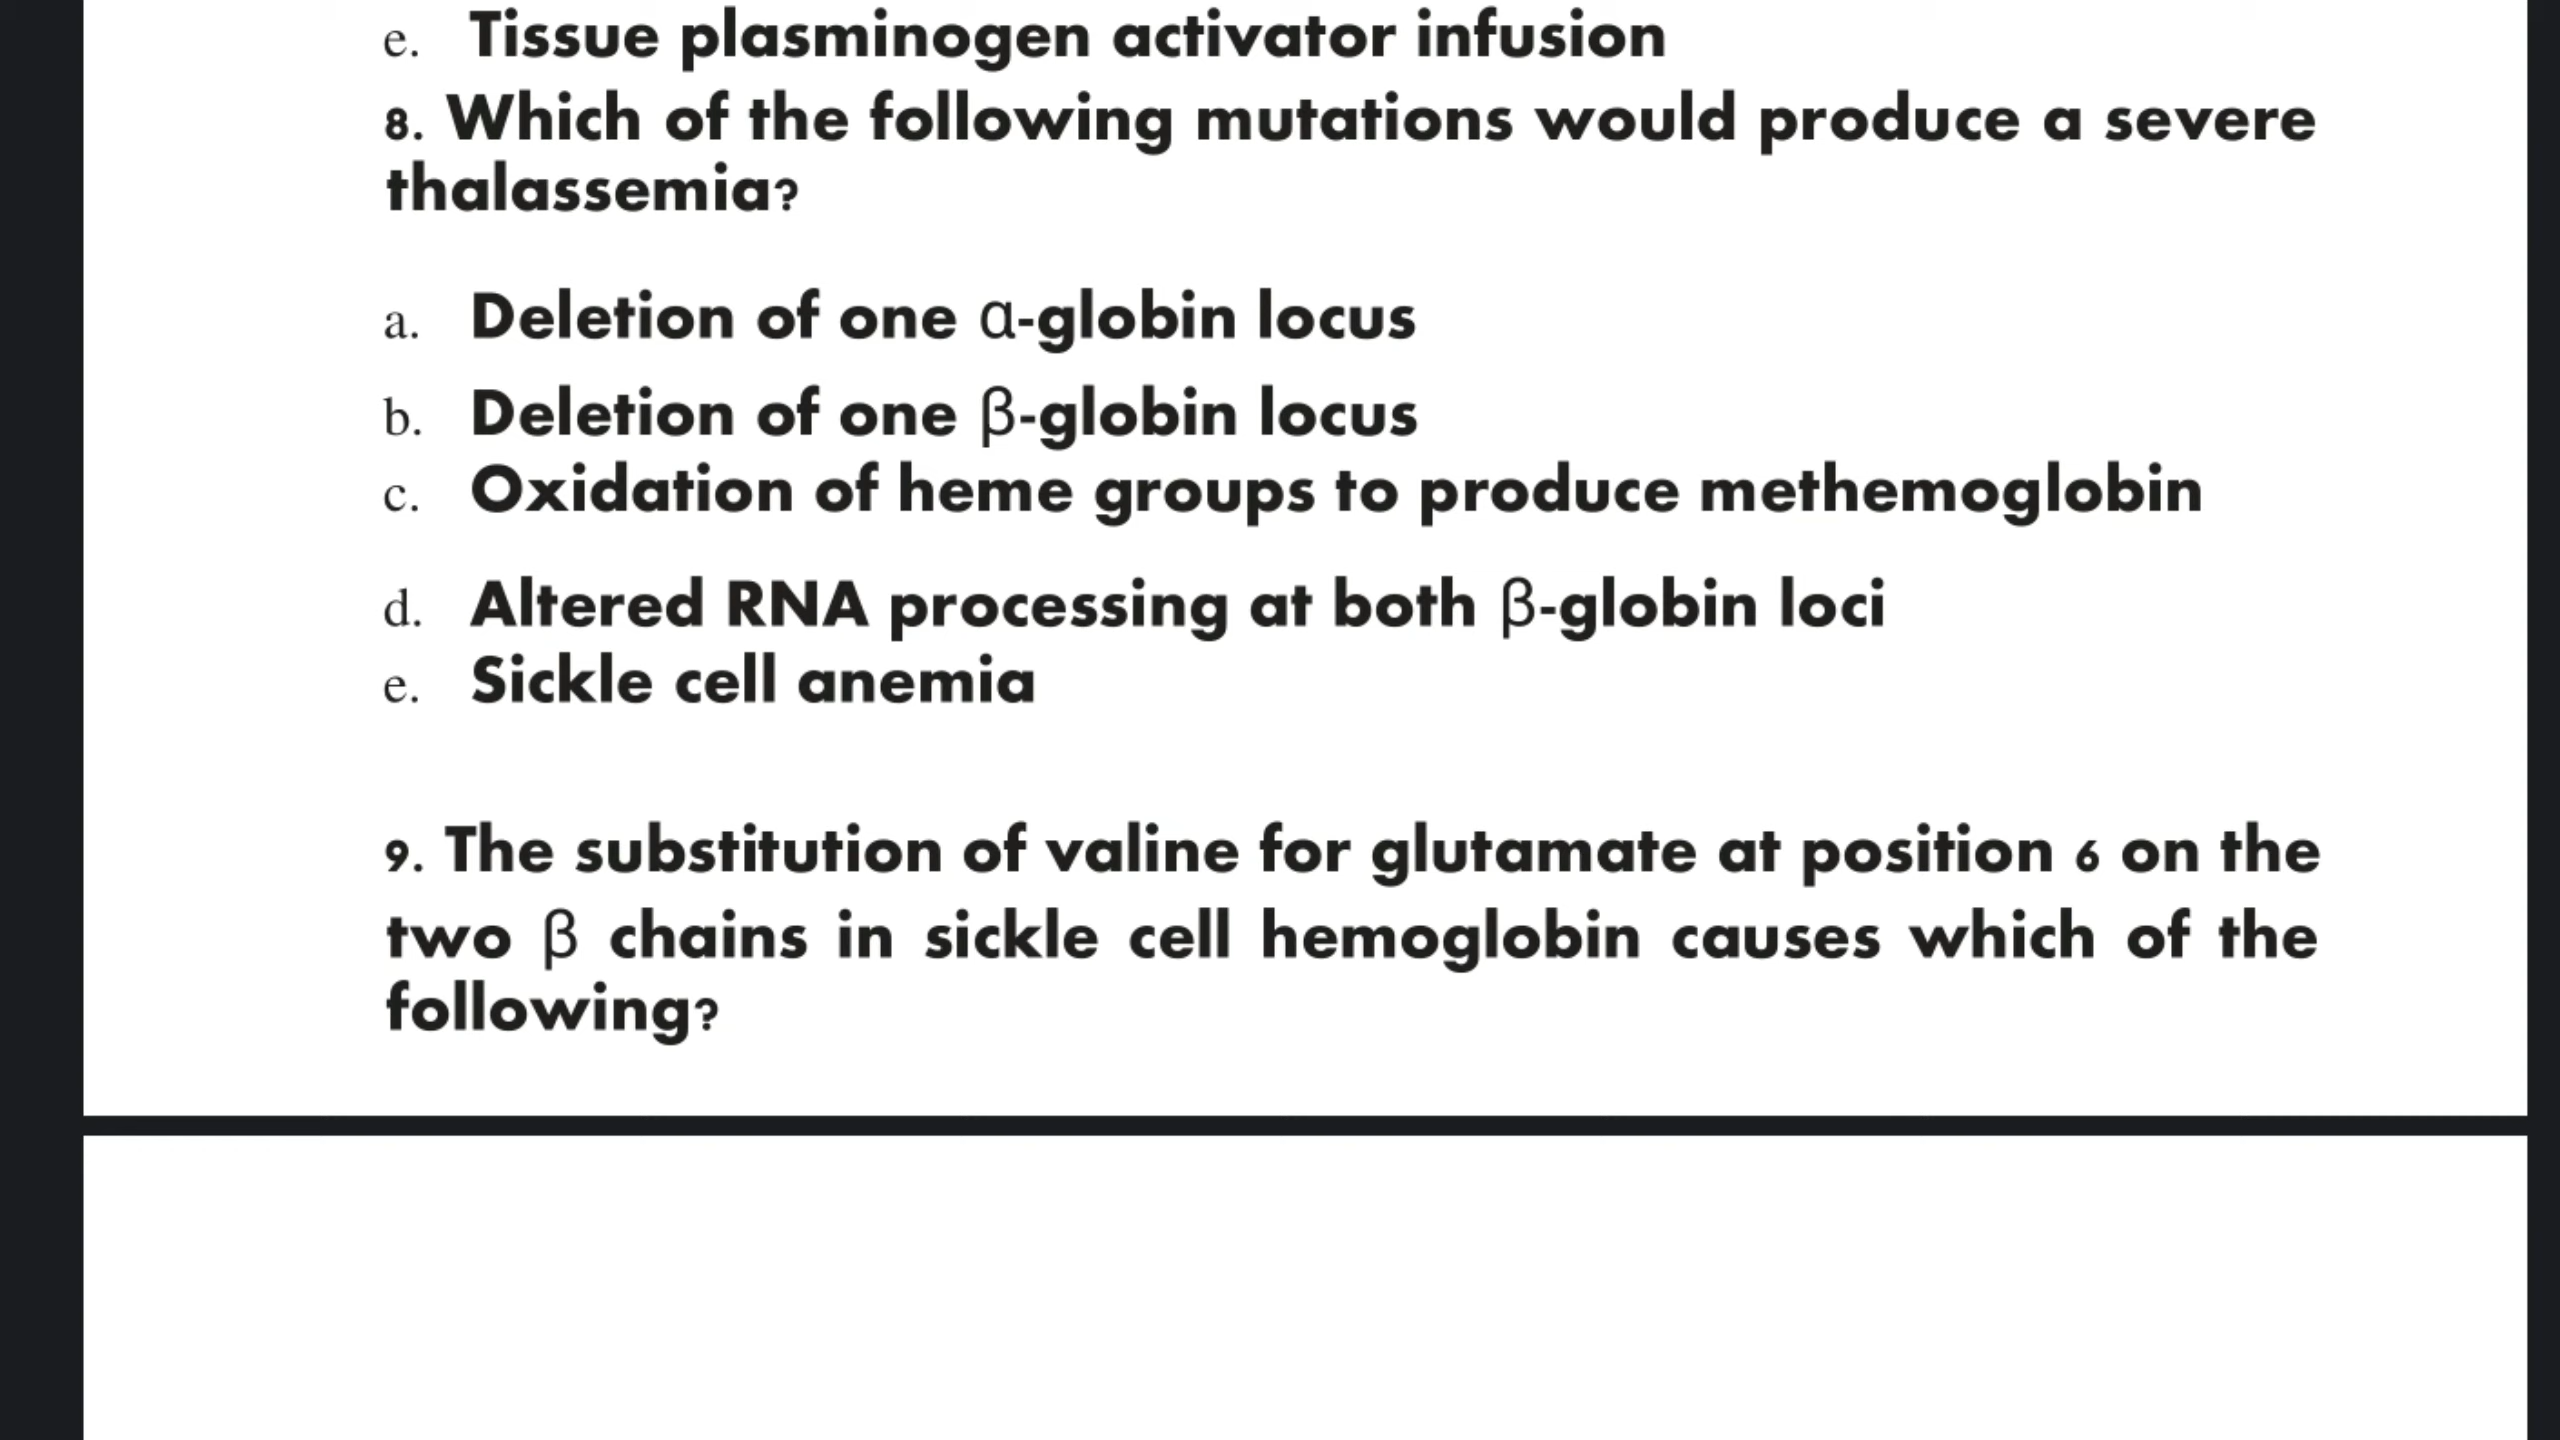 e. Tissue plasminogen activator infusion
8. Which of the following mutations would produce a severe
thalassemia?
a. Deletion of one α-globin locus
b. Deletion of one β-globin locus
c. Oxidation of heme groups to produce methemoglobin
d. Altered RNA processing at both β-globin loci
e. Sickle cell anemia
9. The substitution of valine for glutamate at position 6 on the
two β chains in sickle cell hemoglobin causes which of the
following?